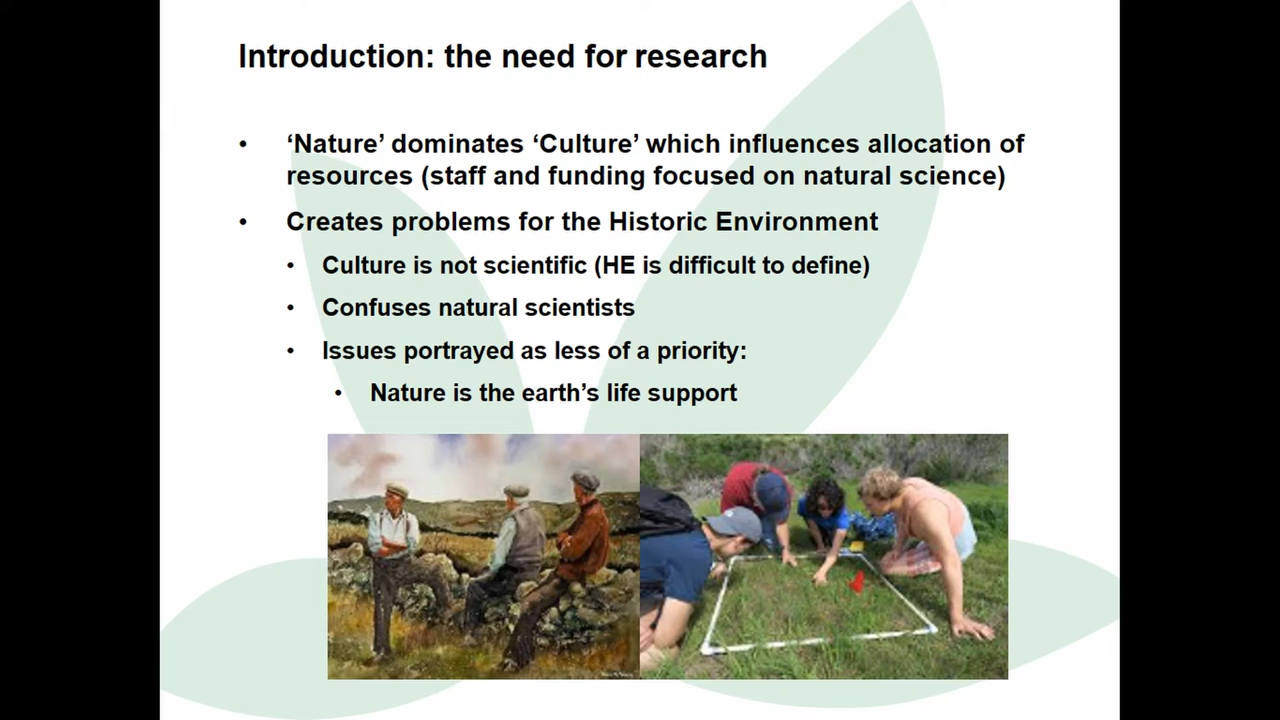 Introduction: the need for research
• ‘Nature’ dominates ‘Culture’ which influences allocation of
resources (staff and funding focused on natural science)
• Creates problems for the Historic Environment
• Culture is not scientific (HE is difficult to define)
• Confuses natural scientists
• Issues portrayed as less of a priority:
• Nature is the earth’s life support